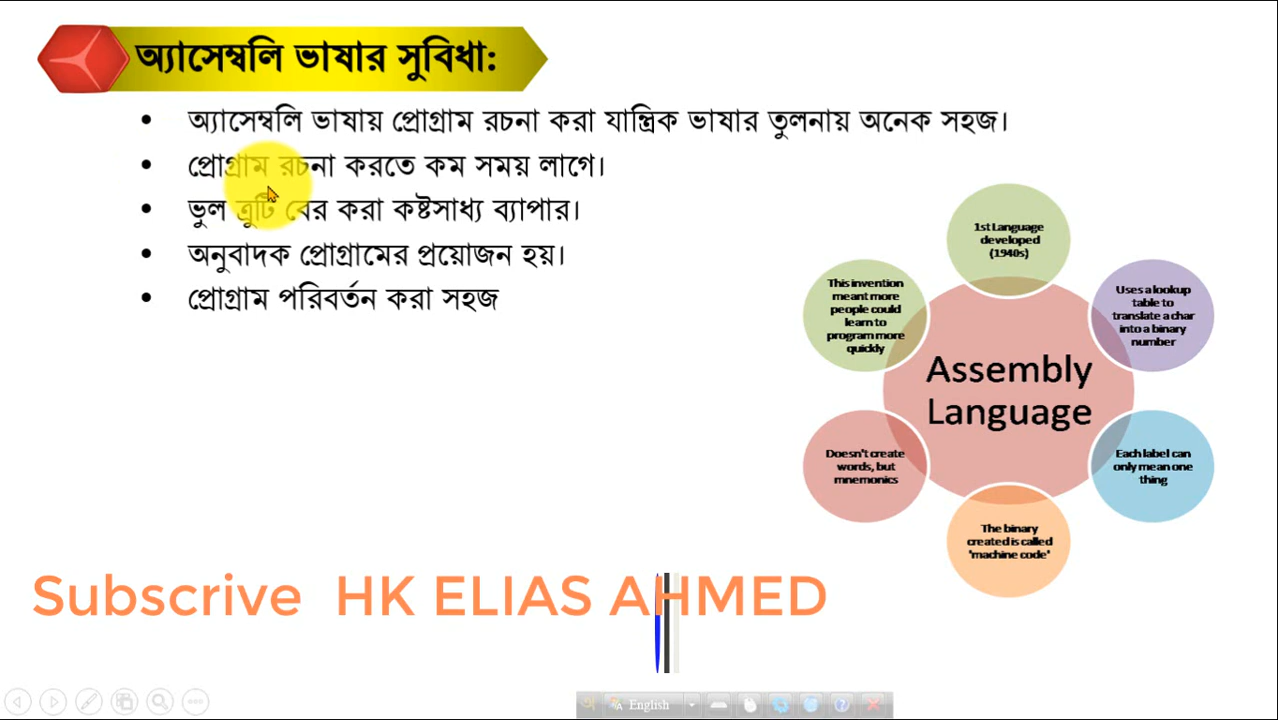 অ্যাসেম্বলি ভাষার সুবিধা:
• অ্যাসেম্বলি ভাষায় প্রোগ্রাম রচনা করা যান্ত্রিক ভাষার তুলনায় অনেক সহজ।
• প্রোগ্রাম রচনা করতে কম সময় লাগে।
• ভুল ত্রুটি বের করা কষ্টসাধ্য ব্যাপার।
• অনুবাদক প্রোগ্রামের প্রয়োজন হয়।
• প্রোগ্রাম পরিবর্তন করা সহজ
1st Language
developed
(1940s)
Uses a lookup
table to
translate a char
into a binary
number
Each label can
only mean one
thing
The binary
created is called
'machine code'
Doesn't create
words, but
mnemonics
This invention
meant more
people could
learn to
program more
quickly
Assembly
Language
Subscrive HK ELIAS AHMED
English